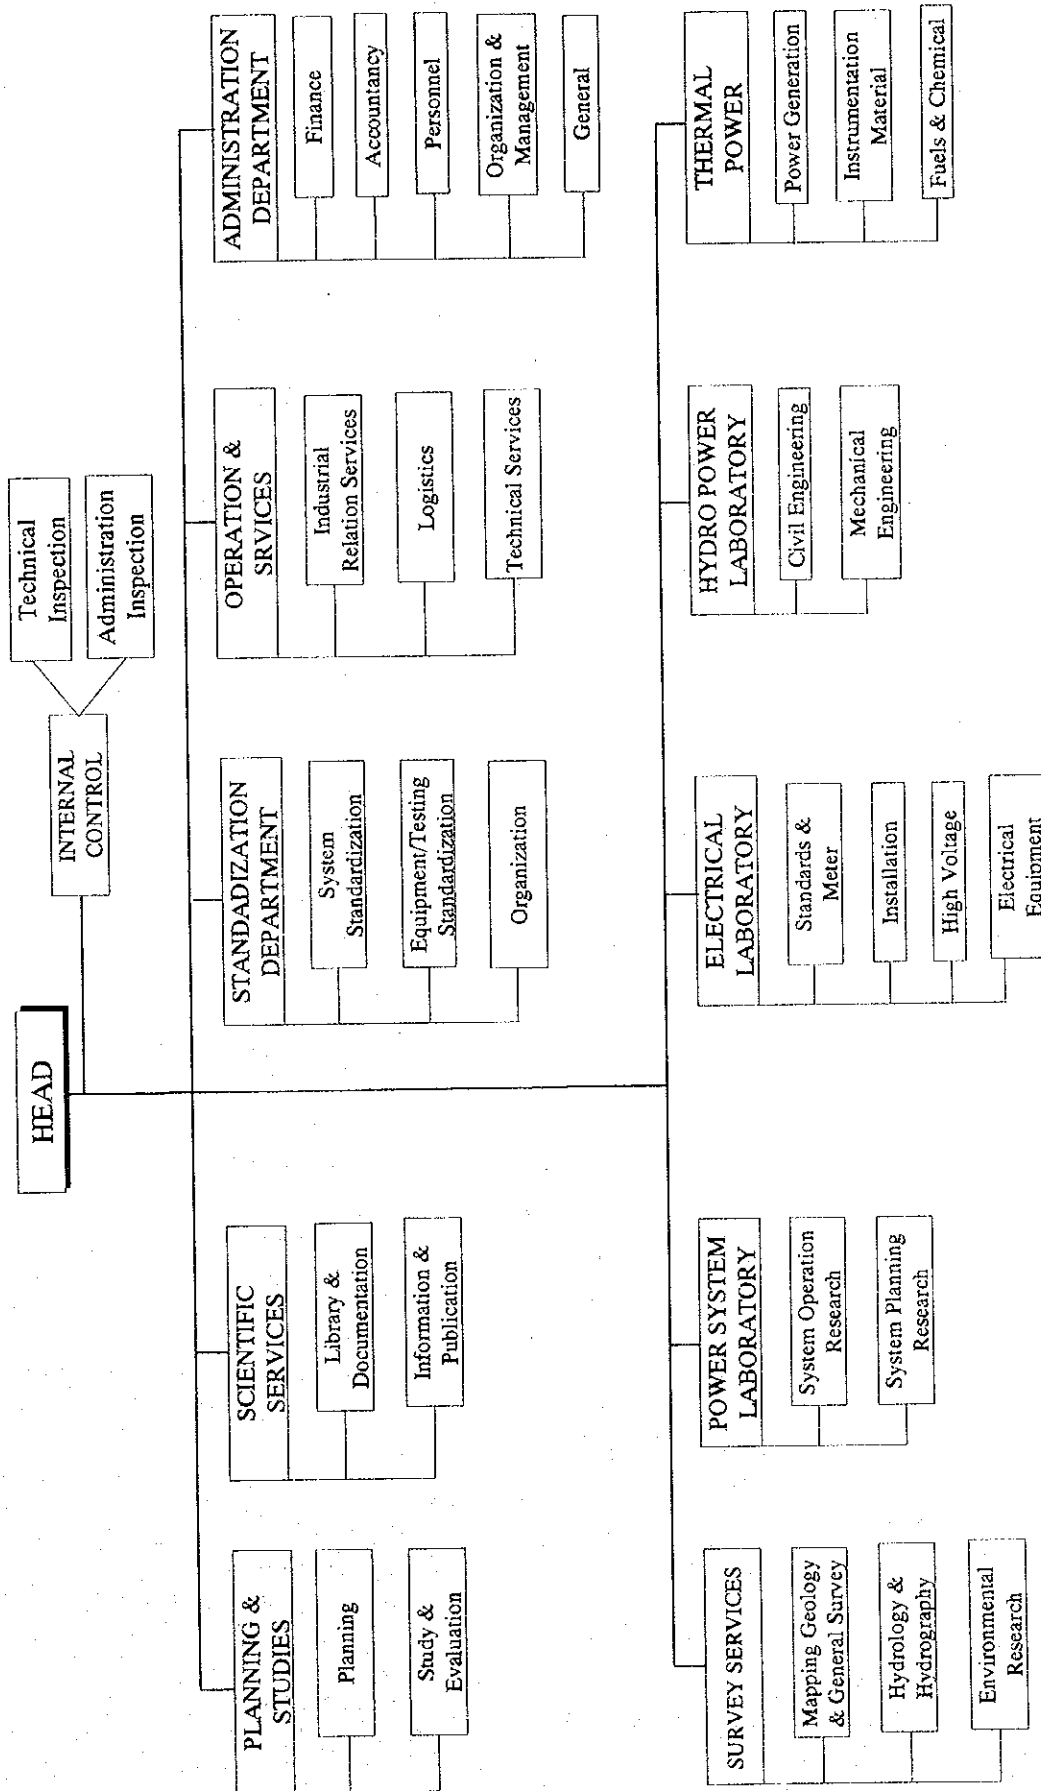 HEAD
INTERNAL
CONTROL
Technical
Inspection
Administration
Inspection
PLANNING &
STUDIES
Planning
Study &
Evaluation
SCIENTIFIC
SERVICES
Library &
Documentation
Information &
Publication
STANDADIZATION
DEPARTMENT
System
Standardization
Equipment/Testing
Standardization
Organization
OPERATION &
SRVICES
Industrial
Relation Services
Logistics
Technical Services
ADMINISTRATION
DEPARTMENT
Finance
Accountancy
Personnel
Organization &
Management
General
SURVEY SERVICES
Mapping Geology
& General Survey
Hydrology &
Hydrography
Environmental
Research
POWER SYSTEM
LABORATORY
System Operation
Research
System Planning
Research
ELECTRICAL
LABORATORY
Standards &
Meter
Installation
High Voltage
Electrical
Equipment
HYDRO POWER
LABORATORY
Civil Engineering
Mechanical
Engineering
THERMAL
POWER
Power Generation
Instrumentation
Material
Fuels & Chemical